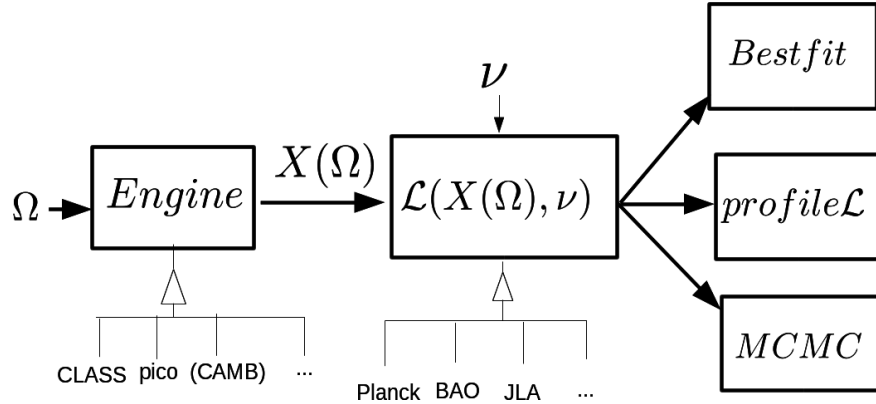 Bestfit
ν
X(Ω)
Ω
Engine
ℒ(X(Ω), ν)
profileℒ
MCMC
CLASS pico (CAMB) ...
Planck BAO JLA ...